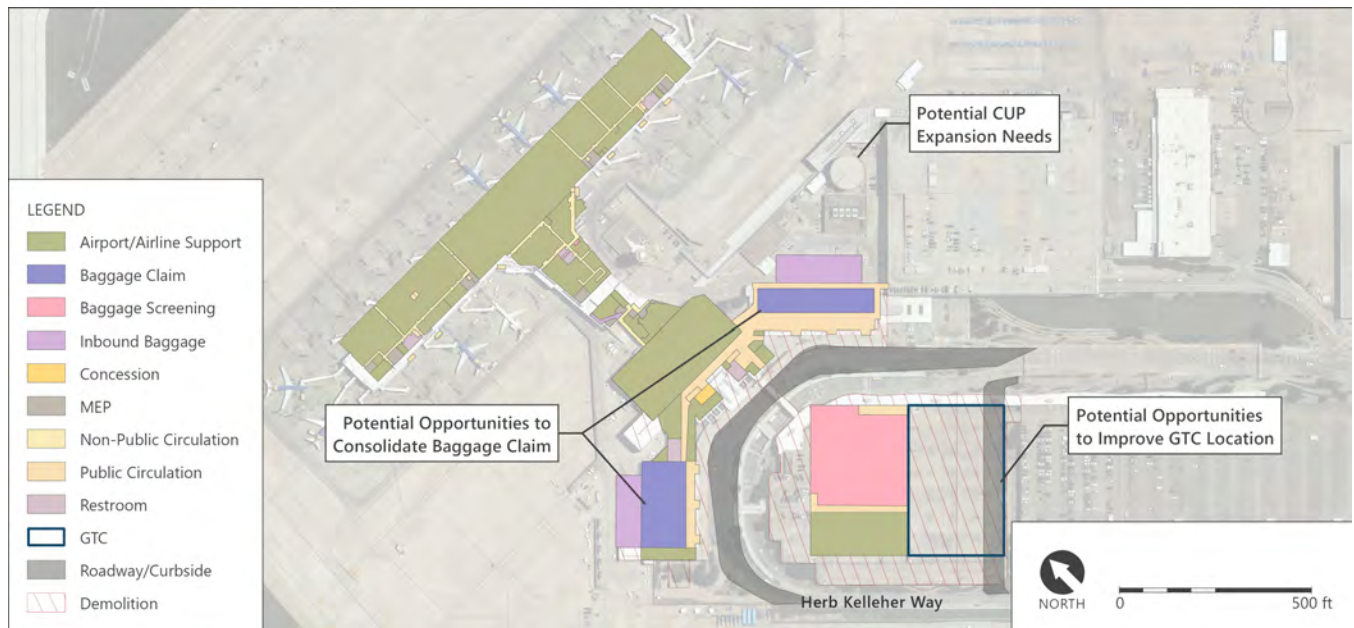 Potential CUP
Expansion Needs
LEGEND
Airport/Airline Support
Baggage Claim
Baggage Screening
Inbound Baggage
Concession
MEP
Non-Public Circulation
Public Circulation
Restroom
GTC
Roadway/Curbside
Demolition
Potential Opportunities to
Consolidate Baggage Claim
Potential Opportunities
to Improve GTC Location
Herb Kelleher Way
NORTH
0
500 ft